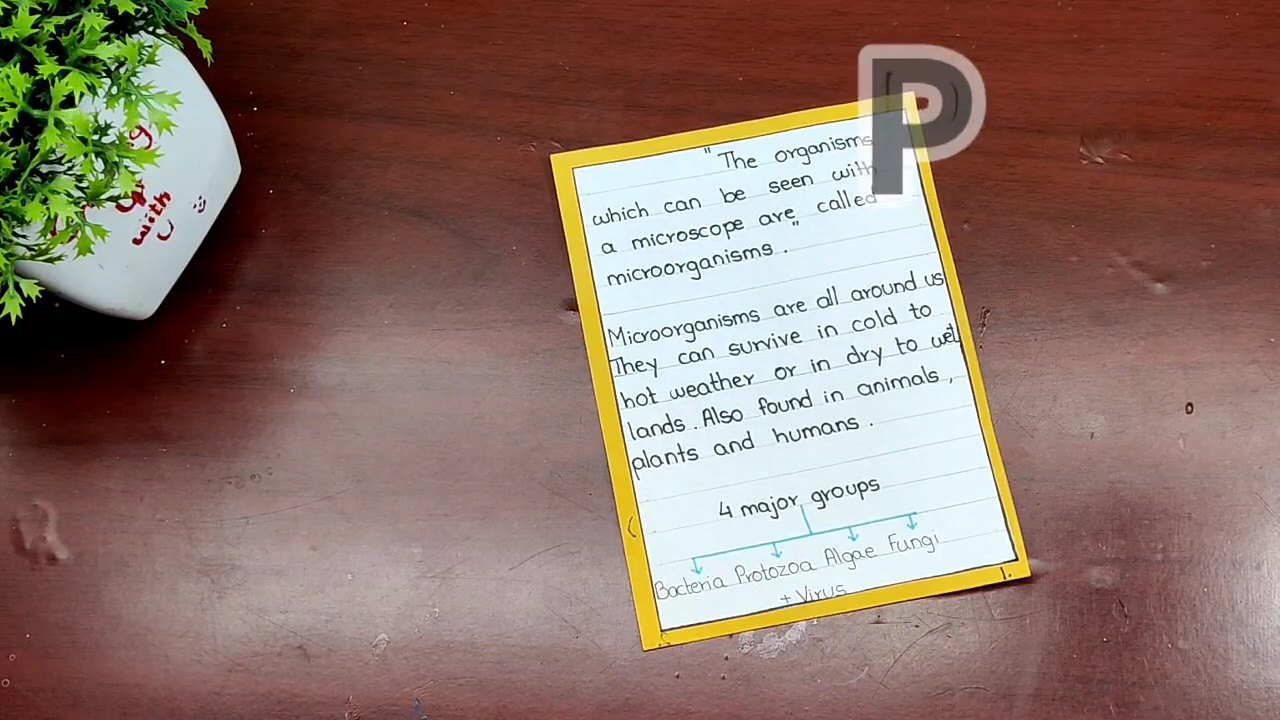 P
"The organisms
which can be seen with
a microscope are called
microorganisms."
Microorganisms are all around us
They can survive in cold to
hot weather or in dry to wet
lands. Also found in animals,
plants and humans.
4 major groups
Bacteria Protozoa Algae Fungi
+ Virus
1.
with